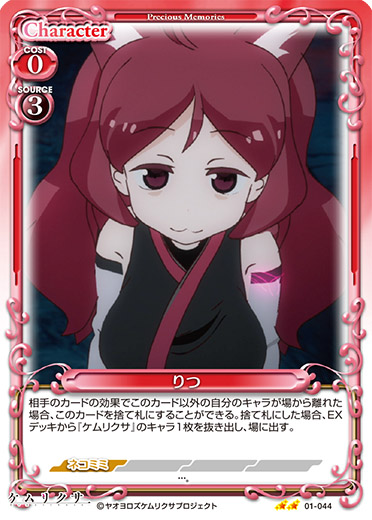 Precious Memories
Character
COST
0
SOURCE
3
りつ
相手のカードの効果でこのカード以外の自分のキャラが場から離れた
場合、このカードを捨て札にすることができる。捨て札にした場合、EX
デッキから『ケムリクサ』のキャラ1枚を抜き出し、場に出す。
ネコミミ
…。
ケムリクサ
©ヤオヨロズケムリクサプロジェクト
01-044